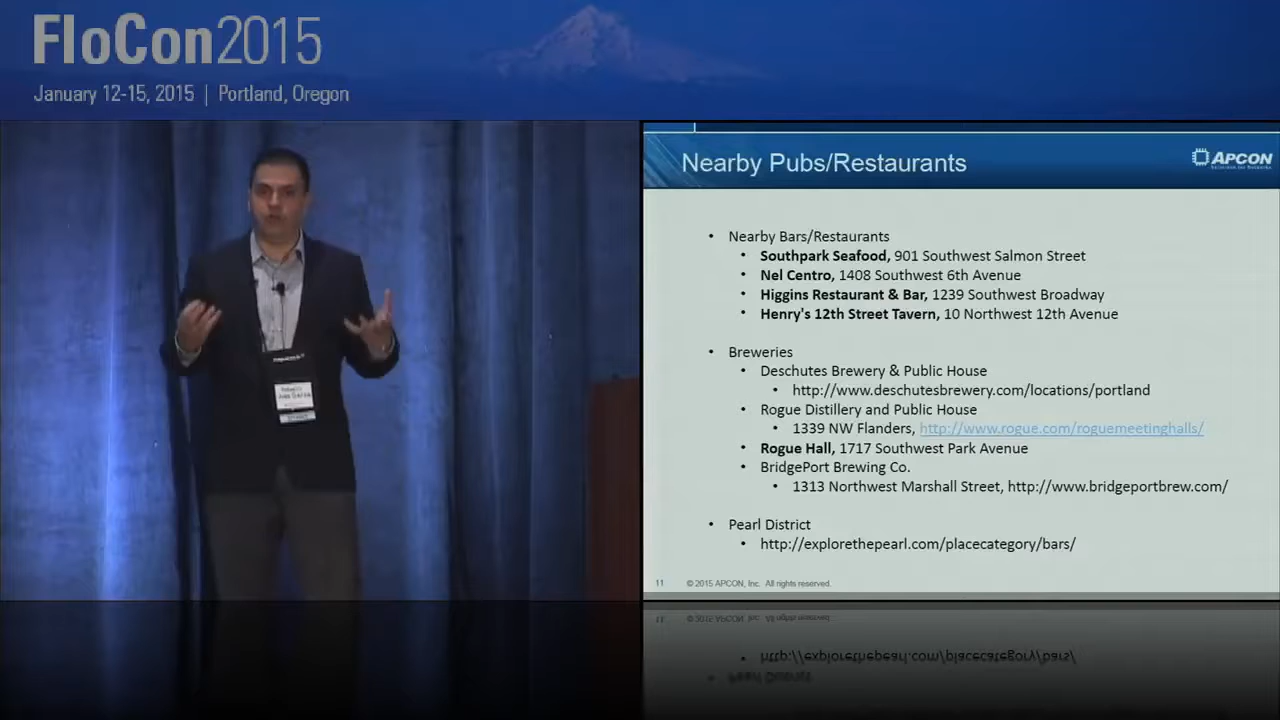 FloCon2015
January 12-15, 2015 | Portland, Oregon
Nearby Pubs/Restaurants
APCON
• Nearby Bars/Restaurants
• Southpark Seafood, 901 Southwest Salmon Street
• Nel Centro, 1408 Southwest 6th Avenue
• Higgins Restaurant & Bar, 1239 Southwest Broadway
• Henry's 12th Street Tavern, 10 Northwest 12th Avenue
• Breweries
• Deschutes Brewery & Public House
• http://www.deschutesbrewery.com/locations/portland
• Rogue Distillery and Public House
• 1339 NW Flanders, http://www.rogue.com/roguemeetinghalls/
• Rogue Hall, 1717 Southwest Park Avenue
• BridgePort Brewing Co.
• 1313 Northwest Marshall Street, http://www.bridgeportbrew.com/
• Pearl District
• http://explorethepearl.com/placecategory/bars/
11 © 2015 APCON, Inc. All rights reserved.